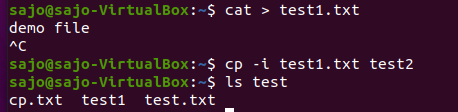 sajo@sajo-VirtualBox:~$ cat > test1.txt
demo file
^C
sajo@sajo-VirtualBox:~$ cp -i test1.txt test2
sajo@sajo-VirtualBox:~$ ls test
cp.txt  test1  test.txt